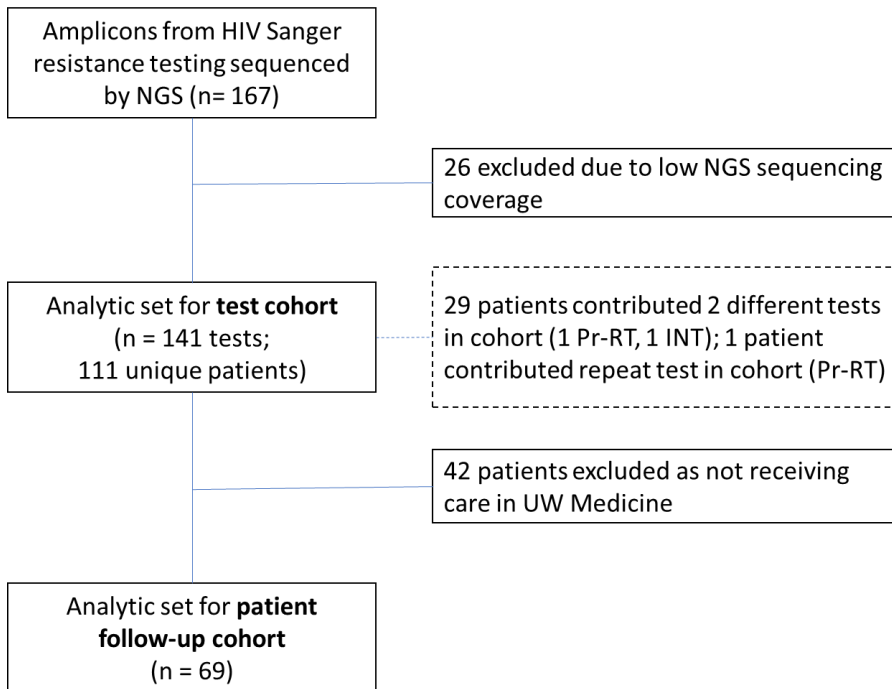 Amplicons from HIV Sanger
resistance testing sequenced
by NGS (n= 167)
26 excluded due to low NGS sequencing
coverage
Analytic set for test cohort
(n = 141 tests;
111 unique patients)
29 patients contributed 2 different tests
in cohort (1 Pr-RT, 1 INT); 1 patient
contributed repeat test in cohort (Pr-RT)
42 patients excluded as not receiving
care in UW Medicine
Analytic set for patient
follow-up cohort
(n = 69)